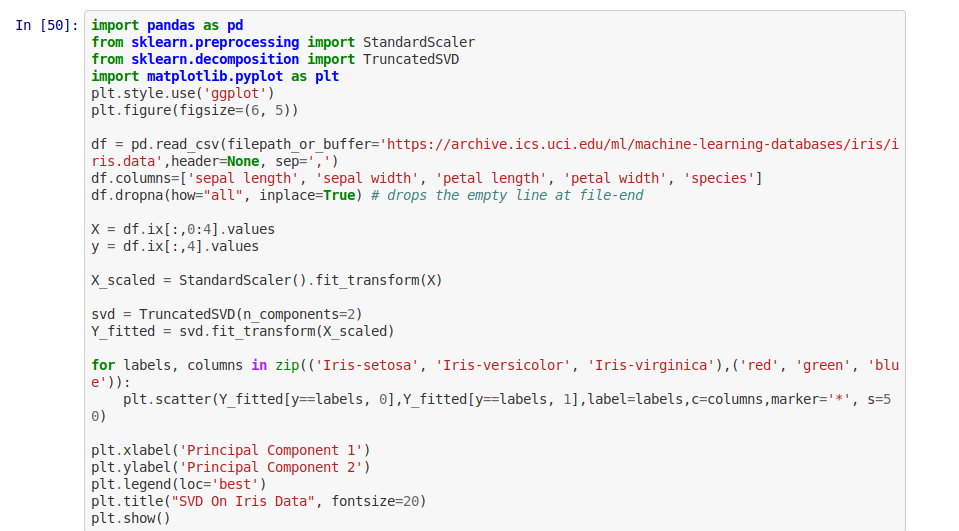 In [50]:
import pandas as pd
from sklearn.preprocessing import StandardScaler
from sklearn.decomposition import TruncatedSVD
import matplotlib.pyplot as plt
plt.style.use('ggplot')
plt.figure(figsize=(6, 5))
df = pd.read_csv(filepath_or_buffer='https://archive.ics.uci.edu/ml/machine-learning-databases/iris/i
ris.data',header=None, sep=',')
df.columns=['sepal length', 'sepal width', 'petal length', 'petal width', 'species']
df.dropna(how="all", inplace=True) # drops the empty line at file-end
X = df.ix[:,0:4].values
y = df.ix[:,4].values
X_scaled = StandardScaler().fit_transform(X)
svd = TruncatedSVD(n_components=2)
Y_fitted = svd.fit_transform(X_scaled)
for labels, columns in zip(('Iris-setosa', 'Iris-versicolor', 'Iris-virginica'),('red', 'green', 'blu
e')):
    plt.scatter(Y_fitted[y==labels, 0],Y_fitted[y==labels, 1],label=labels,c=columns,marker='*', s=5
0)
plt.xlabel('Principal Component 1')
plt.ylabel('Principal Component 2')
plt.legend(loc='best')
plt.title("SVD On Iris Data", fontsize=20)
plt.show()